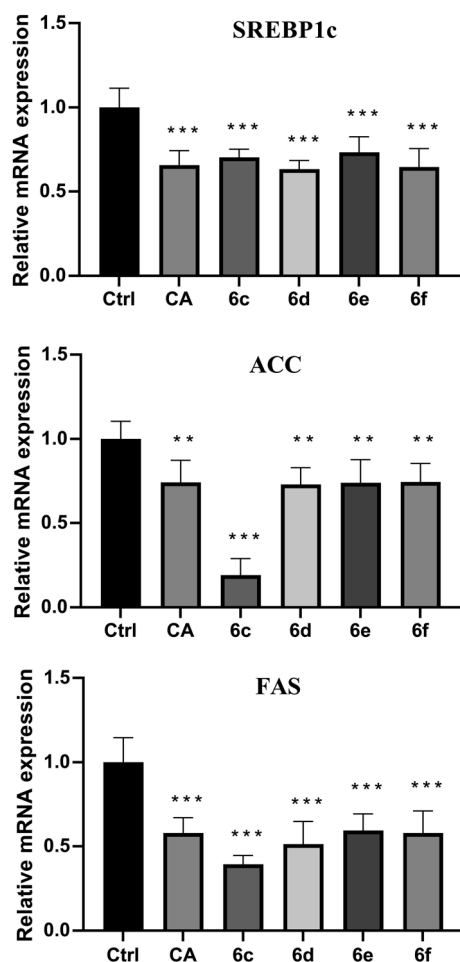 SREBP1c
Relative mRNA expression
1.5
1.0
0.5
0.0
*** *** *** *** ***
Ctrl CA 6c 6d 6e 6f
ACC
Relative mRNA expression
1.5
1.0
0.5
0.0
** *** ** ** **
Ctrl CA 6c 6d 6e 6f
FAS
Relative mRNA expression
1.5
1.0
0.5
0.0
*** *** *** *** ***
Ctrl CA 6c 6d 6e 6f